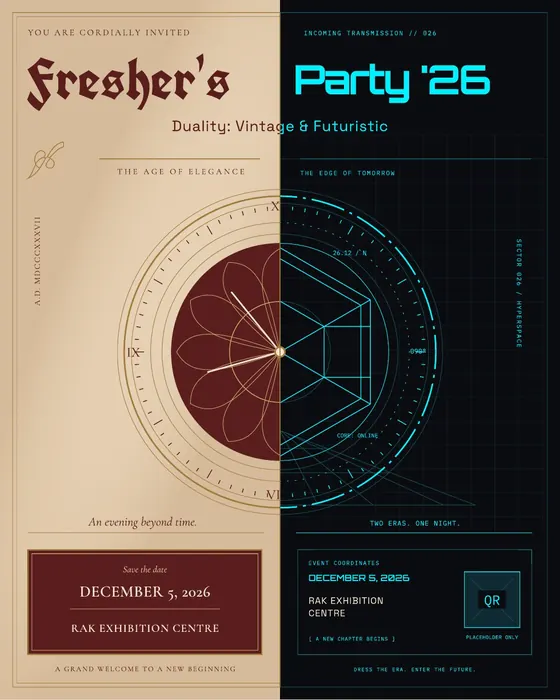 YOU ARE CORDIALLY INVITED
INCOMING TRANSMISSION // 026
Fresher's Party '26
Duality: Vintage & Futuristic
THE AGE OF ELEGANCE
THE EDGE OF TOMORROW
A.D. MDCCCXXXVII
SECTOR 026 / HYPERSPACE
X
26.12 / N
IX
090°
CORE ONLINE
VI
An evening beyond time.
TWO ERAS. ONE NIGHT.
Save the date
DECEMBER 5, 2026
RAK EXHIBITION CENTRE
EVENT COORDINATES
DECEMBER 5, 2026
RAK EXHIBITION
CENTRE
[ A NEW CHAPTER BEGINS ]
QR
PLACEHOLDER ONLY
A GRAND WELCOME TO A NEW BEGINNING
DRESS THE ERA. ENTER THE FUTURE.